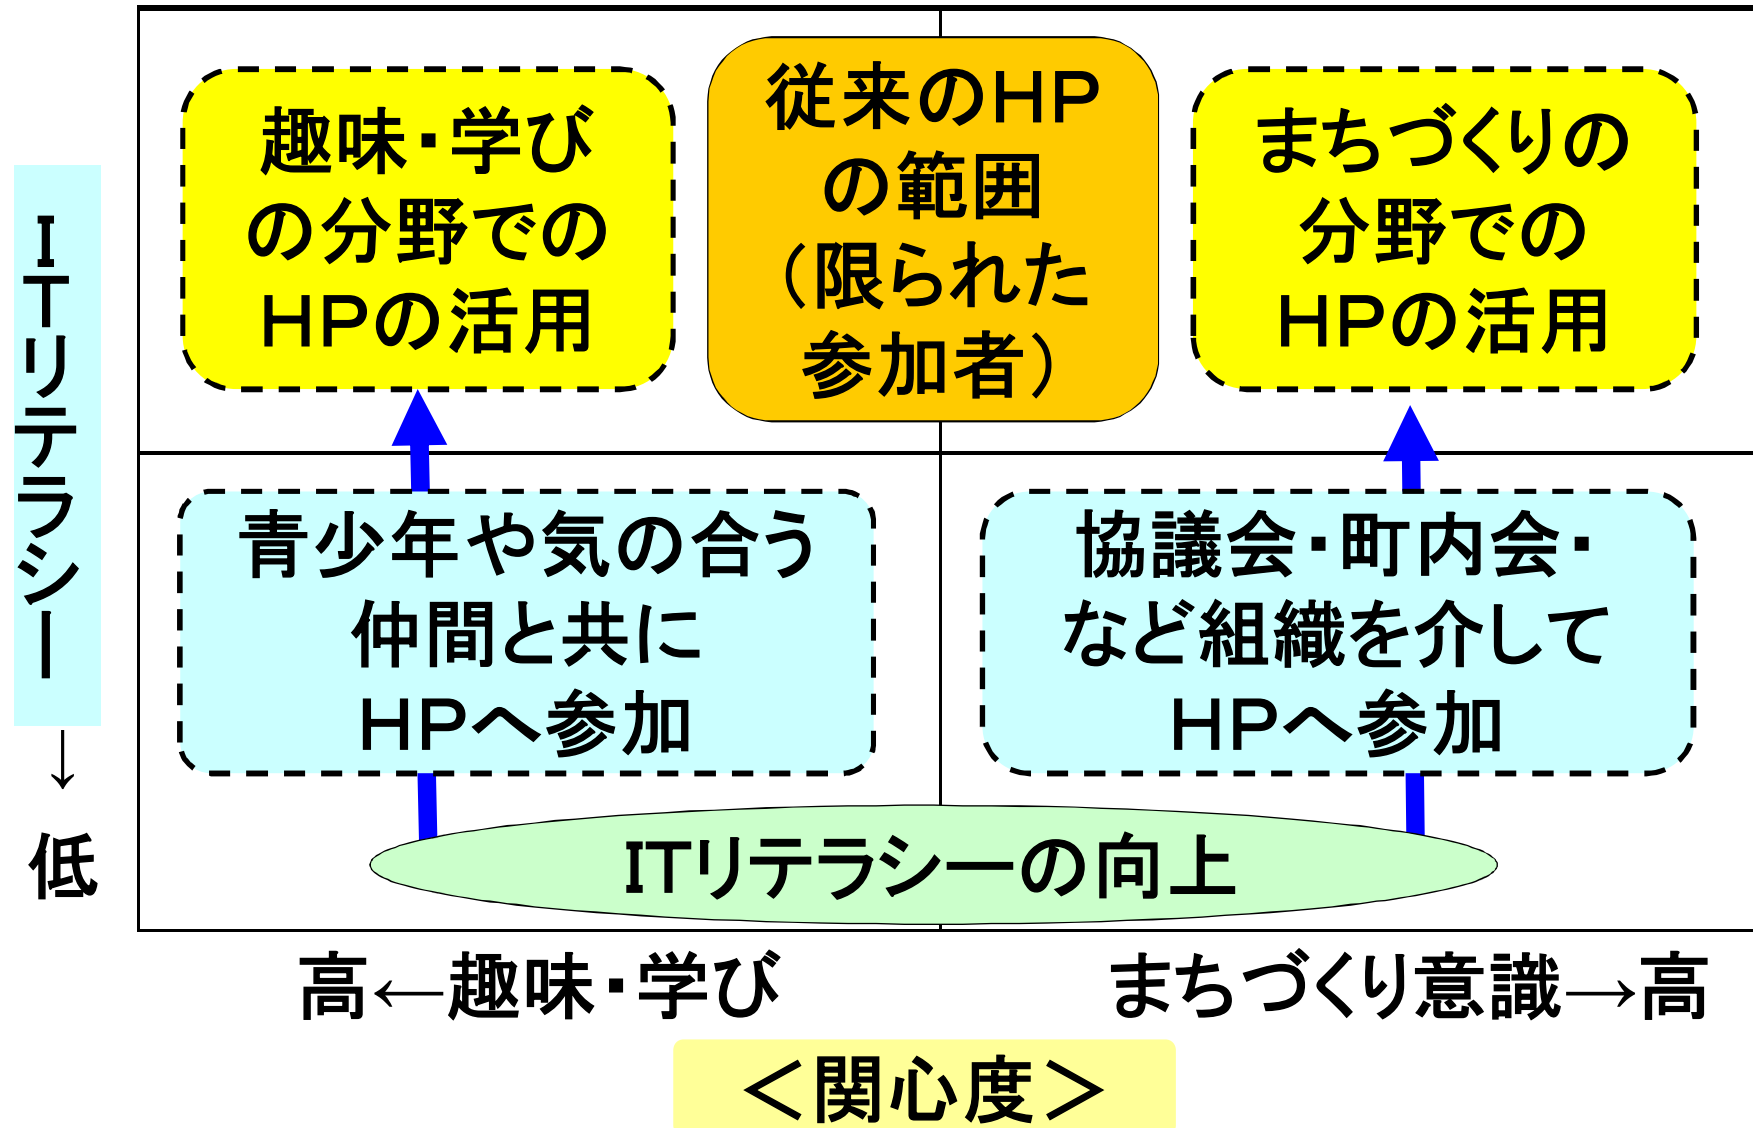 趣味・学び
の分野での
HPの活用
従来のHP
の範囲
（限られた
参加者）
まちづくりの
分野での
HPの活用
ITリテラシー
↓
低
青少年や気の合う
仲間と共に
HPへ参加
協議会・町内会・
など組織を介して
HPへ参加
ITリテラシーの向上
高←趣味・学び
まちづくり意識→高
＜関心度＞